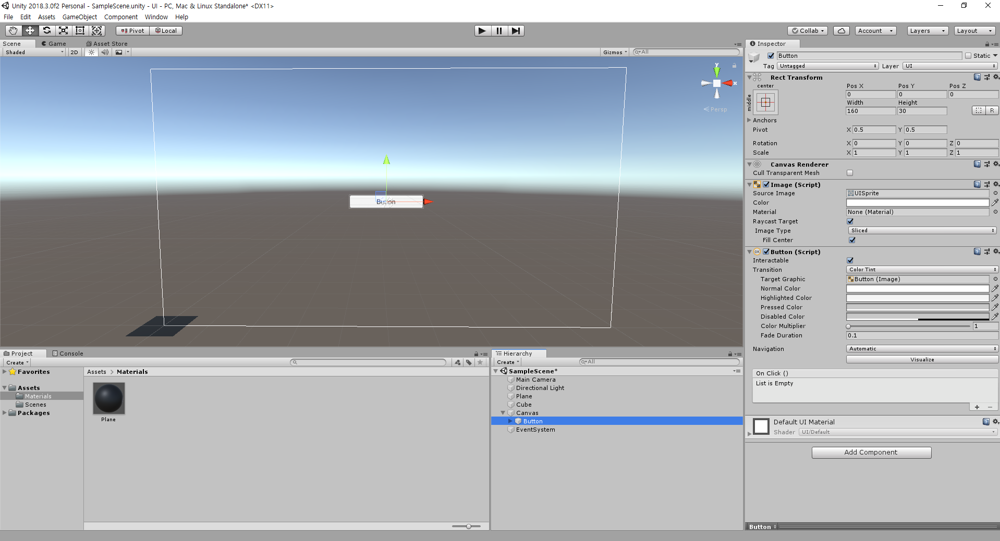 Unity 2018.3.0f2 Personal - SampleScene.unity - UI - PC, Mac & Linux Standalone* <DX11>
File Edit Assets GameObject Component Window Help
Pivot Local Collab Account Layers Layout
Scene Game Asset Store
Shaded 2D Gizmos All
y
x
Persp
Button
Inspector
Button Static
Tag Untagged Layer UI
Rect Transform
center
middle
Pos X Pos Y Pos Z
0 0 0
Width Height
160 30 R
Anchors
Pivot X 0.5 Y 0.5
Rotation X 0 Y 0 Z 0
Scale X 1 Y 1 Z 1
Canvas Renderer
Cull Transparent Mesh
Image (Script)
Source Image UISprite
Color
Material None (Material)
Raycast Target
Image Type Sliced
Fill Center
OK Button (Script)
Interactable
Transition Color Tint
Target Graphic Button (Image)
Normal Color
Highlighted Color
Pressed Color
Disabled Color
Color Multiplier 1
Fade Duration 0.1
Navigation Automatic
Visualize
On Click ()
List is Empty
+ −
Default UI Material
Shader UI/Default
Add Component
Button
Project Console
Create
Favorites
Assets
Materials
Scenes
Packages
Assets > Materials
Plane
Hierarchy
Create All
SampleScene*
Main Camera
Directional Light
Plane
Cube
Canvas
Button
EventSystem